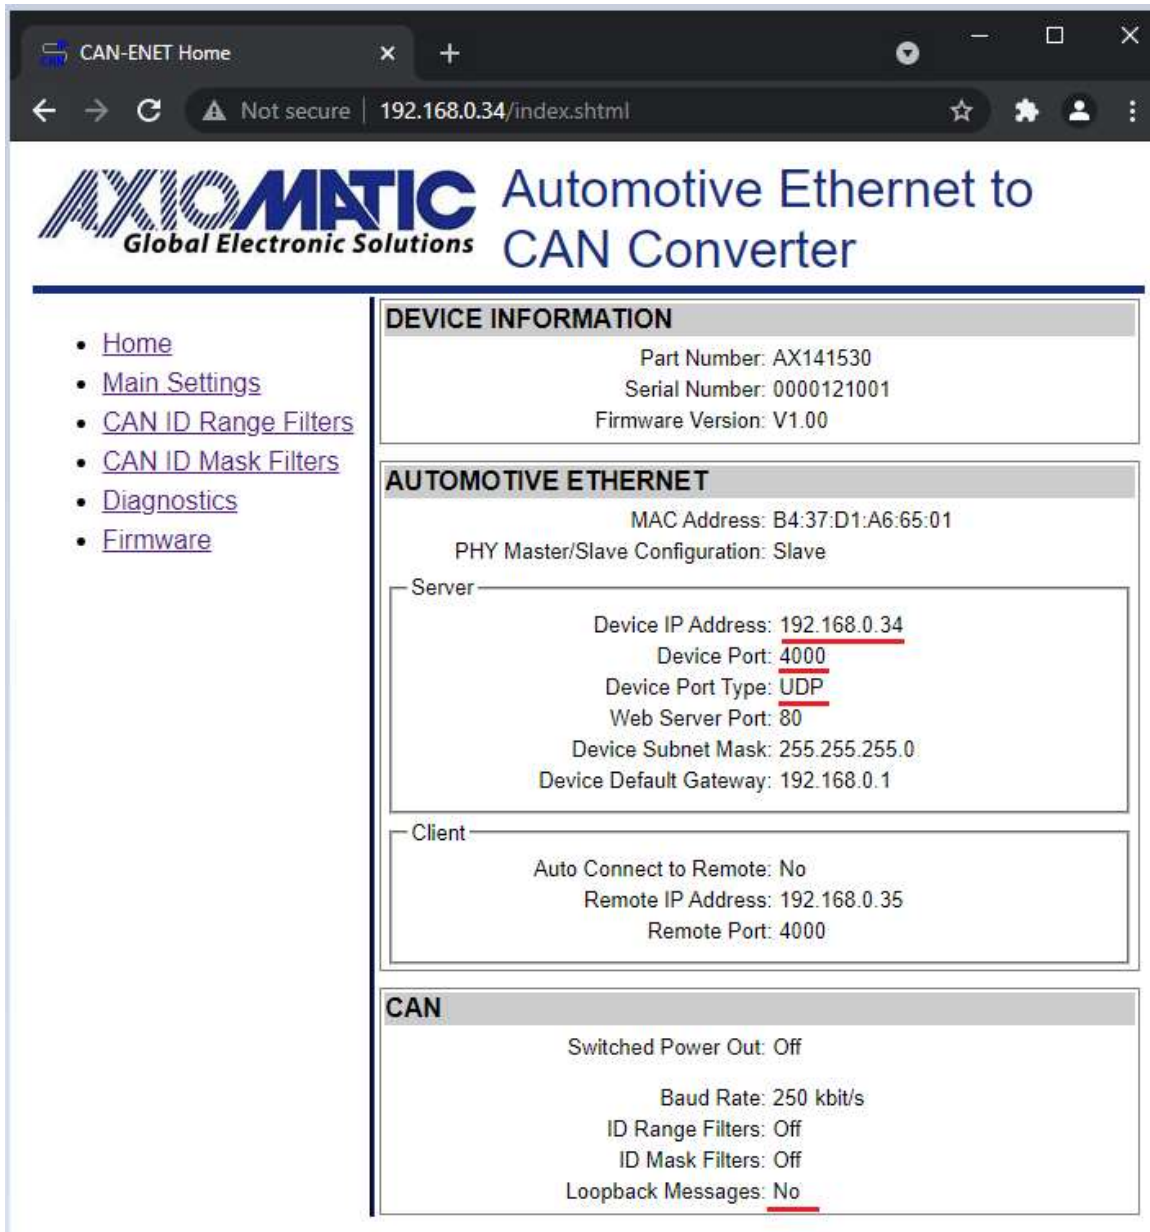 CAN-ENET Home
Not secure | 192.168.0.34/index.shtml
AXIOMATIC
Global Electronic Solutions
Automotive Ethernet to
CAN Converter
Home
Main Settings
CAN ID Range Filters
CAN ID Mask Filters
Diagnostics
Firmware
DEVICE INFORMATION
Part Number: AX141530
Serial Number: 0000121001
Firmware Version: V1.00
AUTOMOTIVE ETHERNET
MAC Address: B4:37:D1:A6:65:01
PHY Master/Slave Configuration: Slave
Server
Device IP Address: 192.168.0.34
Device Port: 4000
Device Port Type: UDP
Web Server Port: 80
Device Subnet Mask: 255.255.255.0
Device Default Gateway: 192.168.0.1
Client
Auto Connect to Remote: No
Remote IP Address: 192.168.0.35
Remote Port: 4000
CAN
Switched Power Out: Off
Baud Rate: 250 kbit/s
ID Range Filters: Off
ID Mask Filters: Off
Loopback Messages: No